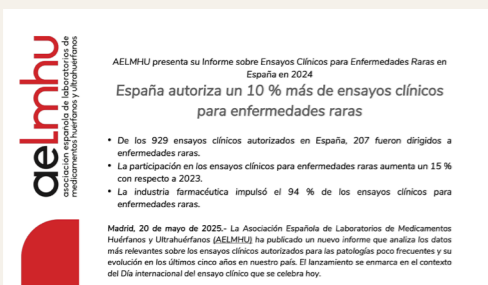 aelmhu
asociación española de laboratorios de
medicamentos huérfanos y ultrahuérfanos
AELMHU presenta su Informe sobre Ensayos Clínicos para Enfermedades Raras en
España en 2024
España autoriza un 10 % más de ensayos clínicos
para enfermedades raras
• De los 929 ensayos clínicos autorizados en España, 207 fueron dirigidos a
enfermedades raras.
• La participación en los ensayos clínicos para enfermedades raras aumenta un 15 %
con respecto a 2023.
• La industria farmacéutica impulsó el 94 % de los ensayos clínicos para
enfermedades raras.
Madrid, 20 de mayo de 2025.- La Asociación Española de Laboratorios de Medicamentos
Huérfanos y Ultrahuérfanos (AELMHU) ha publicado un nuevo informe que analiza los datos
más relevantes sobre los ensayos clínicos autorizados para las patologías poco frecuentes y su
evolución en los últimos cinco años en nuestro país. El lanzamiento se enmarca en el contexto
del Día internacional del ensayo clínico que se celebra hoy.